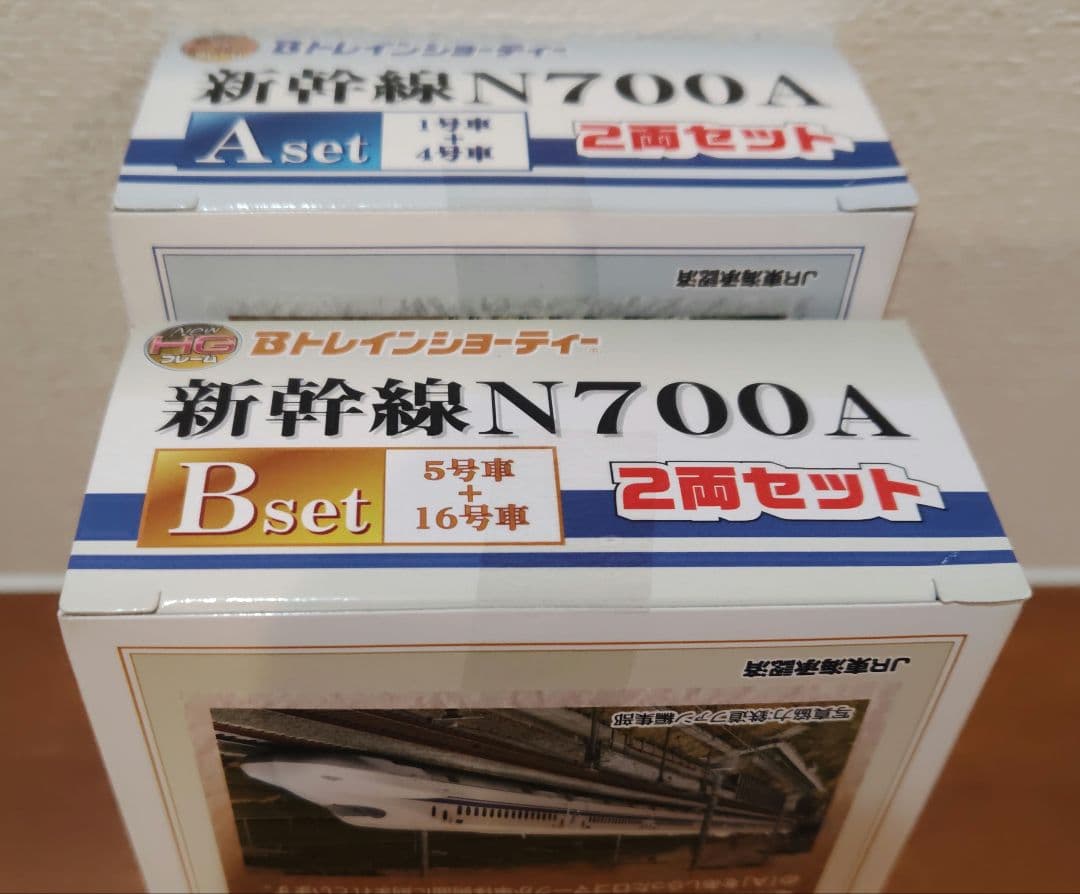 Bトレインショーティー
新幹線N700A
A set
1号車
+
4号車
2両セット
JR東海承認済
New
HG
フレーム
Bトレインショーティー
新幹線N700A
B set
5号車
+
16号車
2両セット
JR東海承認済
写真協力:鉄道ファン編集部